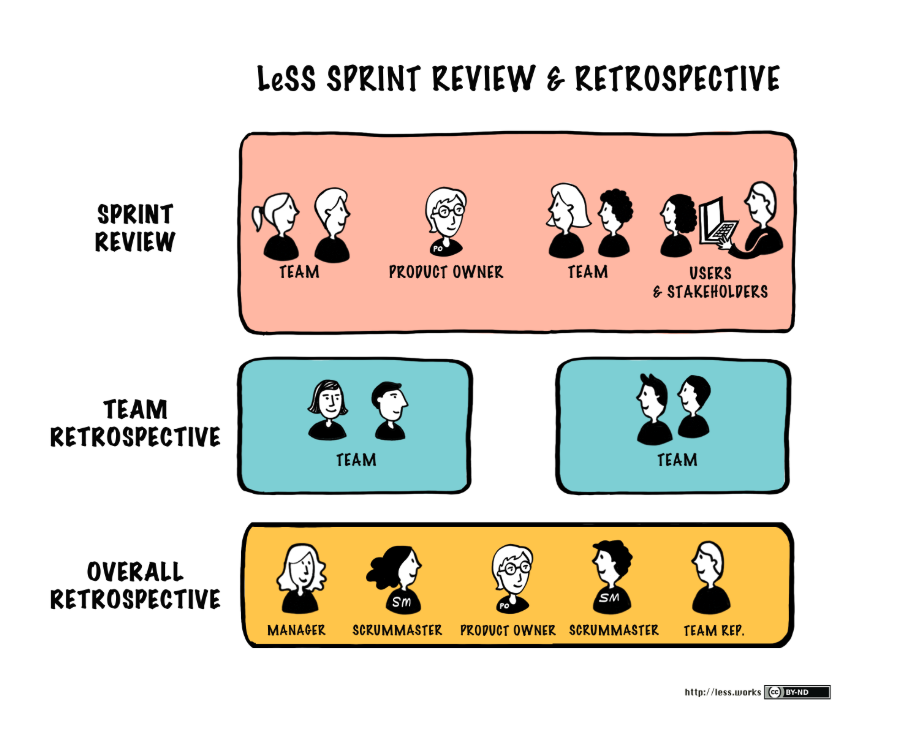 LeSS SPRINT REVIEW & RETROSPECTIVE
SPRINT
REVIEW
PO
TEAM
PRODUCT OWNER
TEAM
USERS
& STAKEHOLDERS
TEAM
RETROSPECTIVE
TEAM
TEAM
OVERALL
RETROSPECTIVE
SM
PO
SM
MANAGER
SCRUMMASTER
PRODUCT OWNER
SCRUMMASTER
TEAM REP.
http://less.works
cc BY-ND